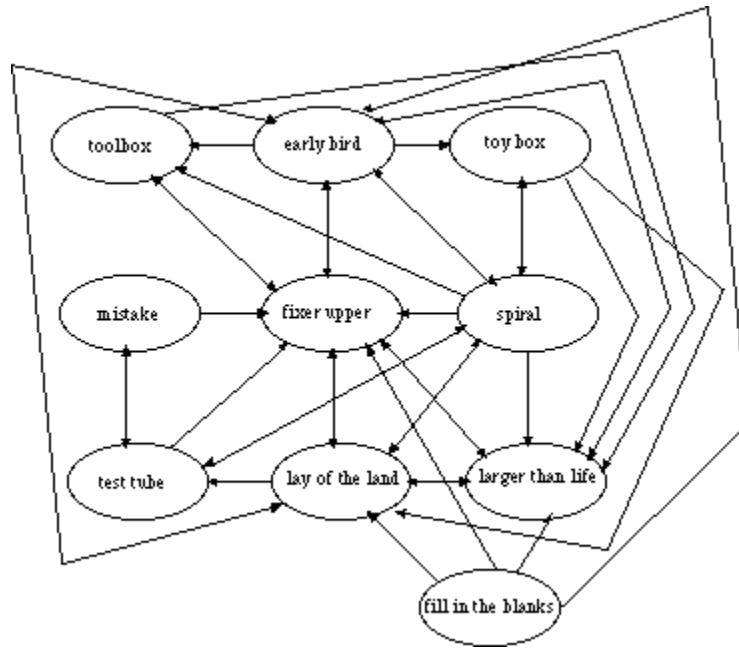 toolbox
early bird
toy box
mistake
fixer upper
spiral
test tube
lay of the land
larger than life
fill in the blanks